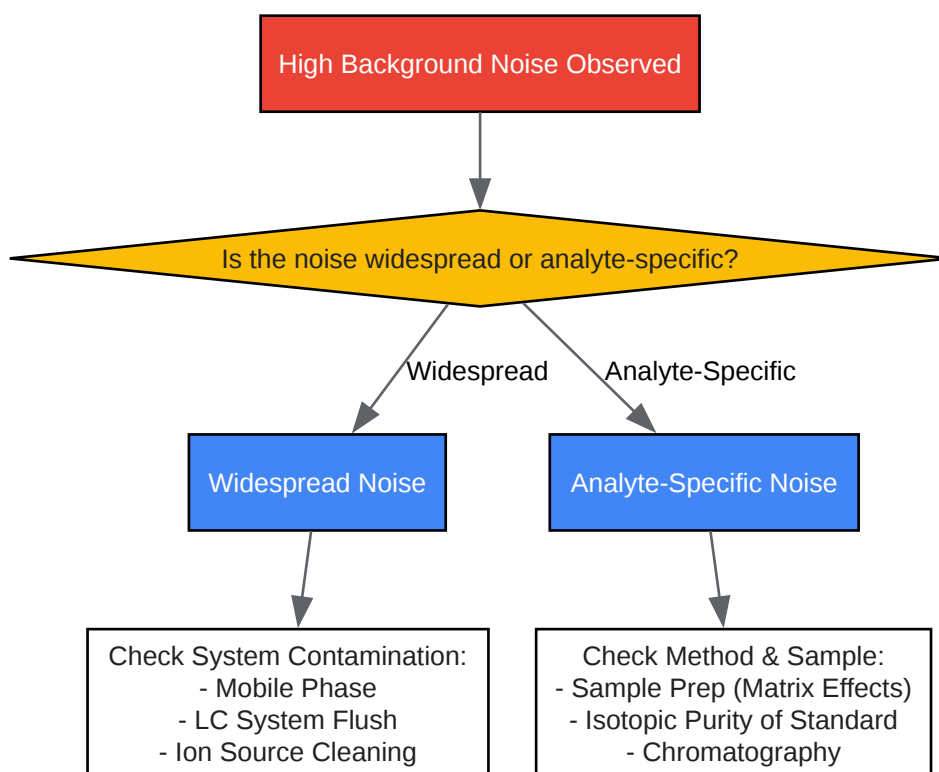 High Background Noise Observed
Is the noise widespread or analyte-specific?
Widespread
Analyte-Specific
Widespread Noise
Analyte-Specific Noise
Check System Contamination:
- Mobile Phase
- LC System Flush
- Ion Source Cleaning
Check Method & Sample:
- Sample Prep (Matrix Effects)
- Isotopic Purity of Standard
- Chromatography